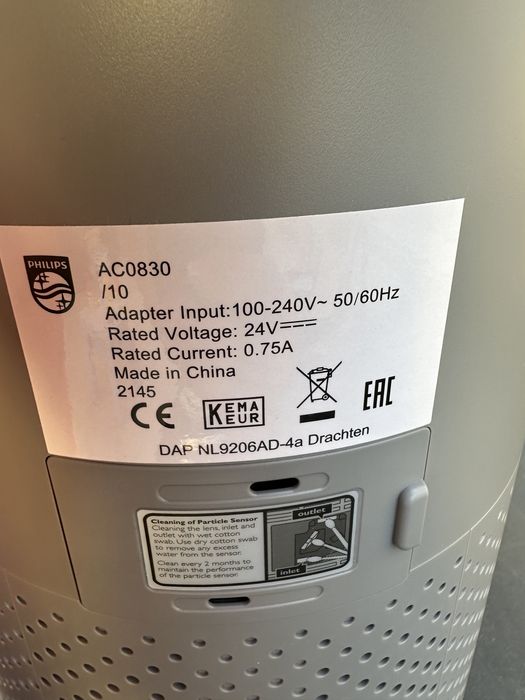 PHILIPS
AC0830
/10
Adapter Input:100-240V~ 50/60Hz
Rated Voltage: 24V⎓
Rated Current: 0.75A
Made in China
2145
CE KEMA KEUR EAC
DAP NL9206AD-4a Drachten
Cleaning of Particle Sensor
Cleaning the lens, inlet and
outlet with wet cotton
swab. Use dry cotton swab
to remove any excess
water from the sensor.
Clean every 2 months to
maintain the performance
of the particle sensor.
outlet
inlet